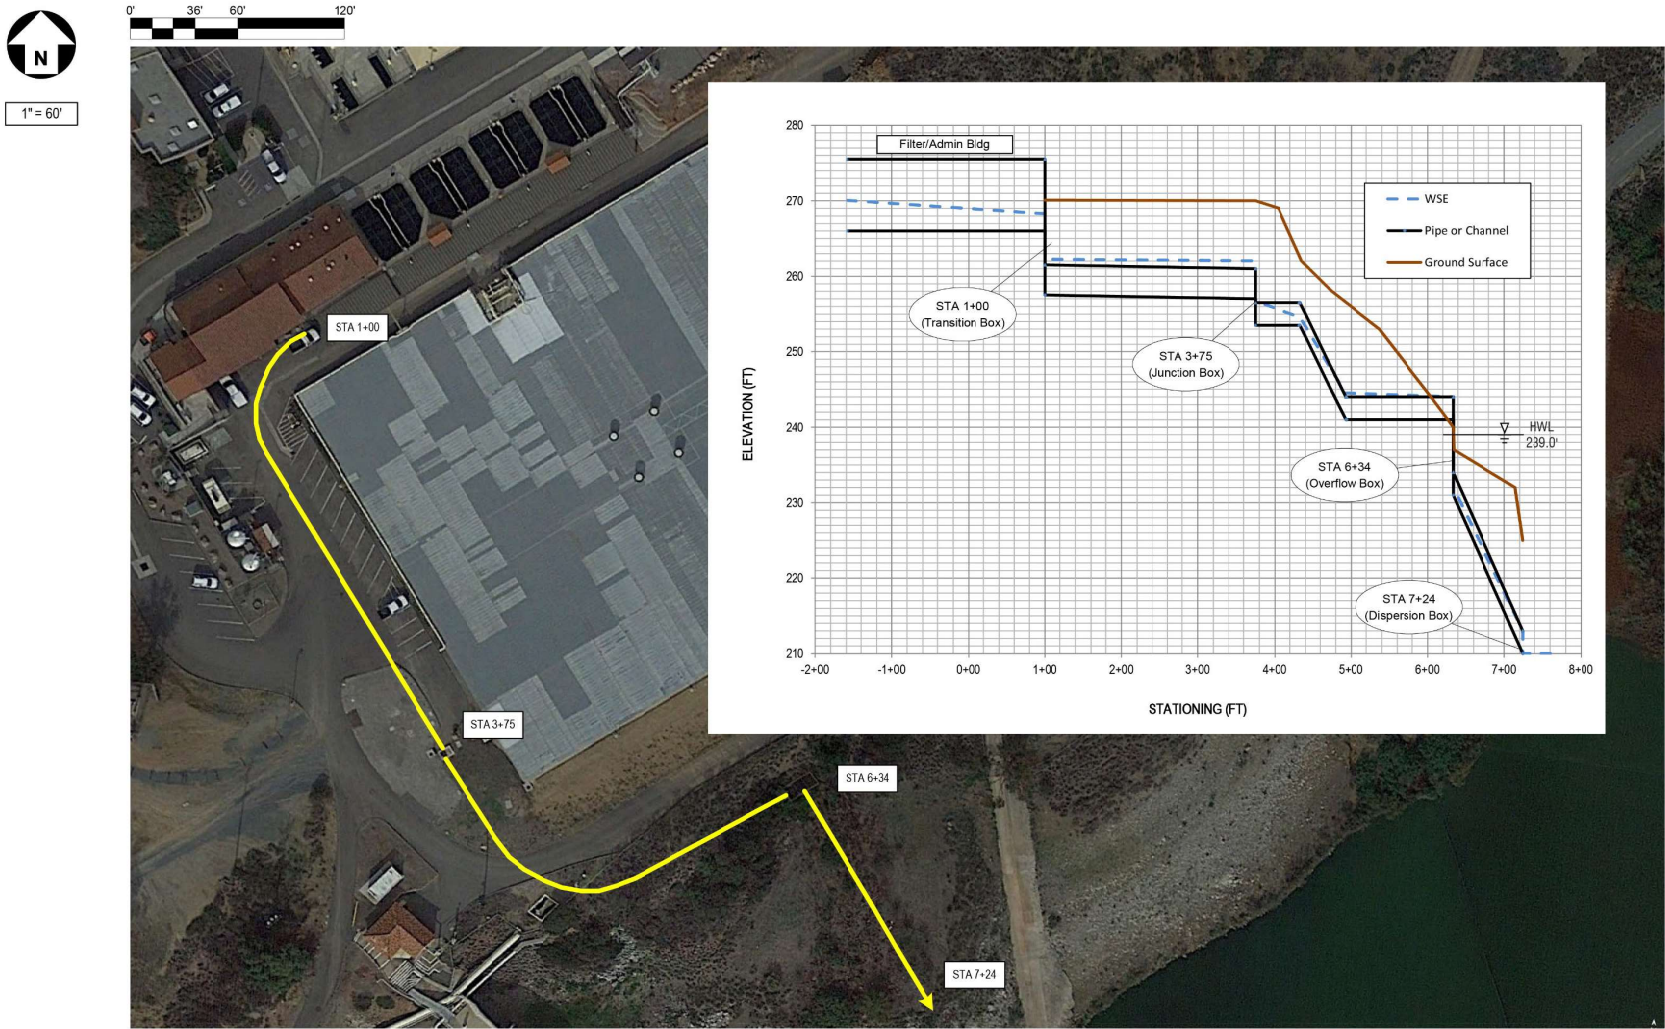 0' 36' 60' 120'
N
1" = 60'
STA 1+00
STA 3+75
STA 6+34
STA 7+24
280
270
260
250
240
230
220
210
ELEVATION (FT)
Filter/Admin Bldg
WSE
Pipe or Channel
Ground Surface
STA 1+00
(Transition Box)
STA 3+75
(Junction Box)
HWL
239.0'
STA 6+34
(Overflow Box)
STA 7+24
(Dispersion Box)
-2+00 -1+00 0+00 1+00 2+00 3+00 4+00 5+00 6+00 7+00 8+00
STATIONING (FT)